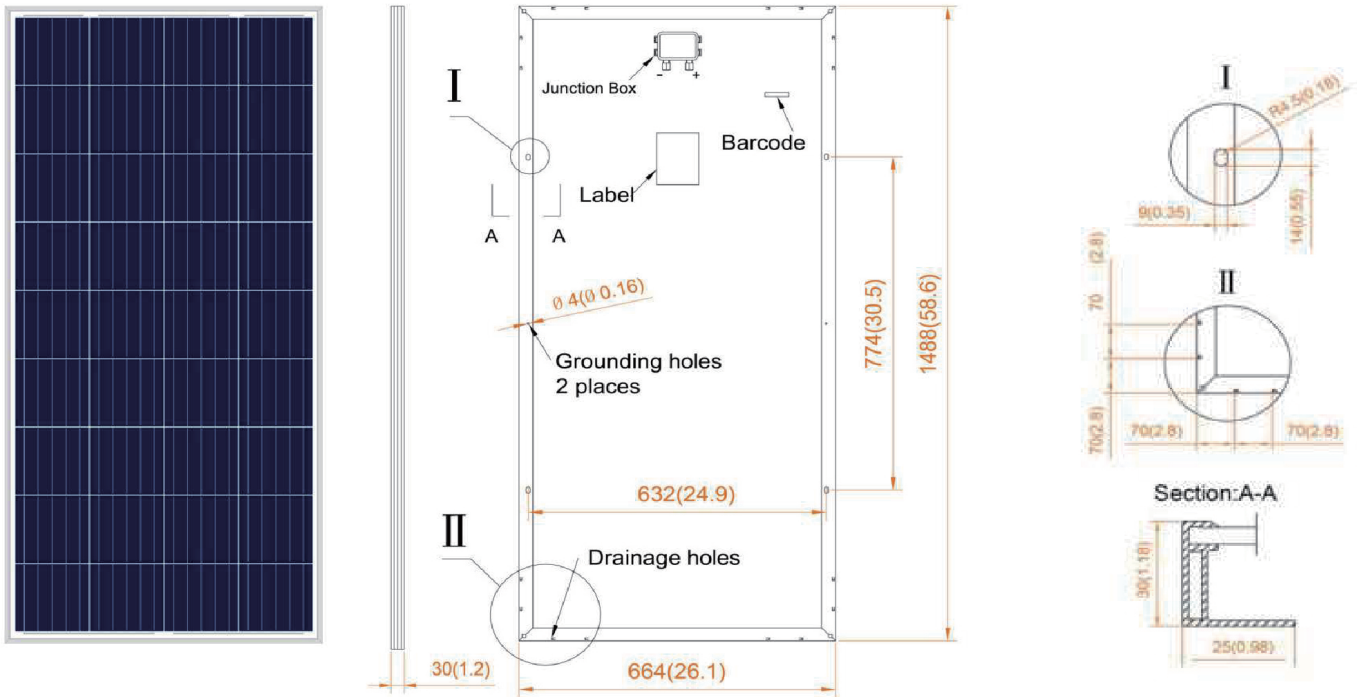 I
Junction Box
- +
Barcode
Label
A A
Ø 4(Ø 0.16)
Grounding holes
2 places
774(30.5)
1488(58.6)
632(24.9)
II
Drainage holes
30(1.2)
664(26.1)
I
R4.5(0.18)
9(0.35)
14(0.55)
II
70
(2.8)
70(2.8)
70(2.8)
70(2.8)
Section:A-A
30(1.18)
25(0.98)